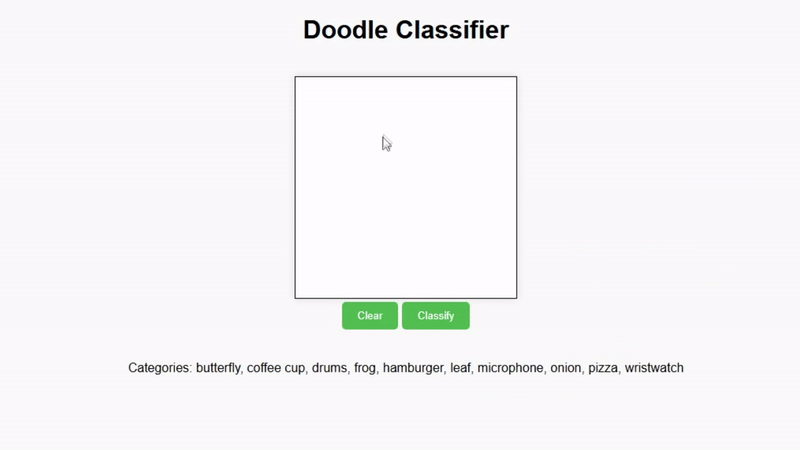 Doodle Classifier
Clear Classify
Categories: butterfly, coffee cup, drums, frog, hamburger, leaf, microphone, onion, pizza, wristwatch